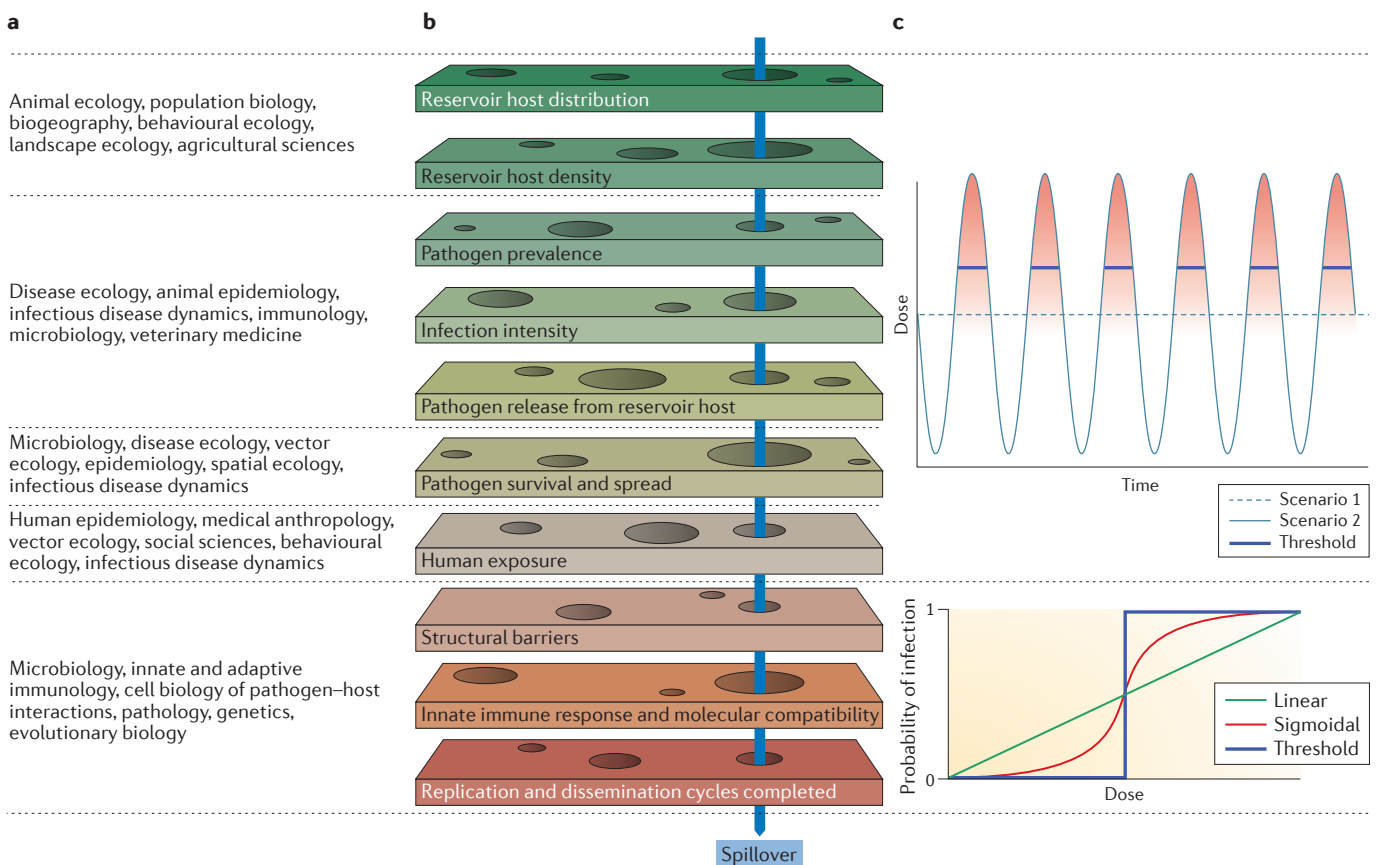 a
b
c
Animal ecology, population biology,
biogeography, behavioural ecology,
landscape ecology, agricultural sciences
Disease ecology, animal epidemiology,
infectious disease dynamics, immunology,
microbiology, veterinary medicine
Microbiology, disease ecology, vector
ecology, epidemiology, spatial ecology,
infectious disease dynamics
Human epidemiology, medical anthropology,
vector ecology, social sciences, behavioural
ecology, infectious disease dynamics
Microbiology, innate and adaptive
immunology, cell biology of pathogen–host
interactions, pathology, genetics,
evolutionary biology
Reservoir host distribution
Reservoir host density
Pathogen prevalence
Infection intensity
Pathogen release from reservoir host
Pathogen survival and spread
Human exposure
Structural barriers
Innate immune response and molecular compatibility
Replication and dissemination cycles completed
Spillover
Dose
Time
Scenario 1
Scenario 2
Threshold
Probability of infection
1
0
Dose
Linear
Sigmoidal
Threshold